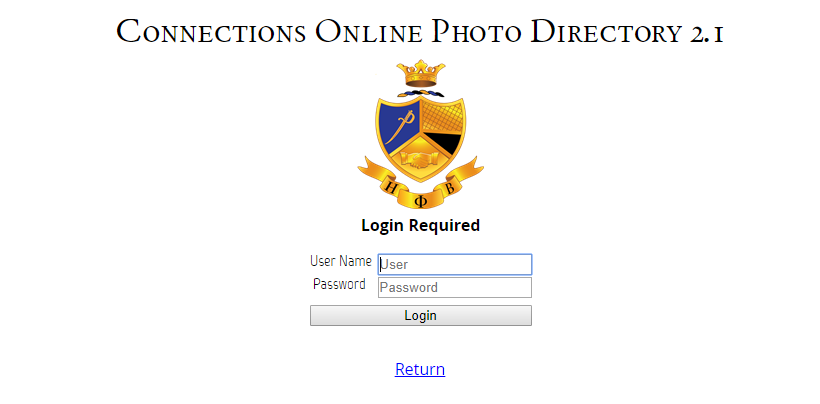 Connections Online Photo Directory 2.1
Η Φ Β
Login Required
User Name User
Password Password
Login
Return